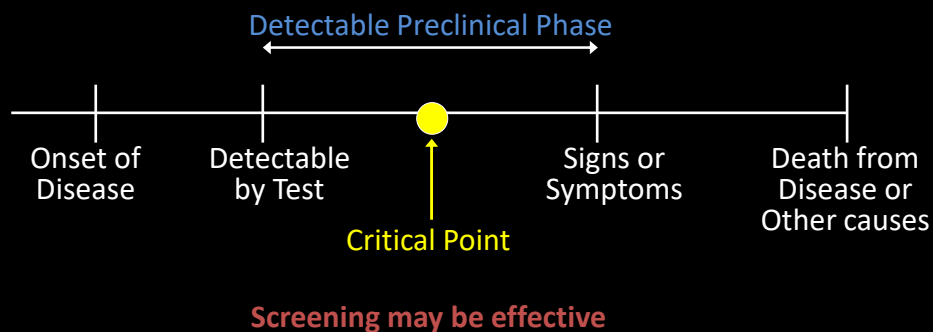 Detectable Preclinical Phase
Onset of
Disease
Detectable
by Test
Signs or
Symptoms
Death from
Disease or
Other causes
Critical Point
Screening may be effective